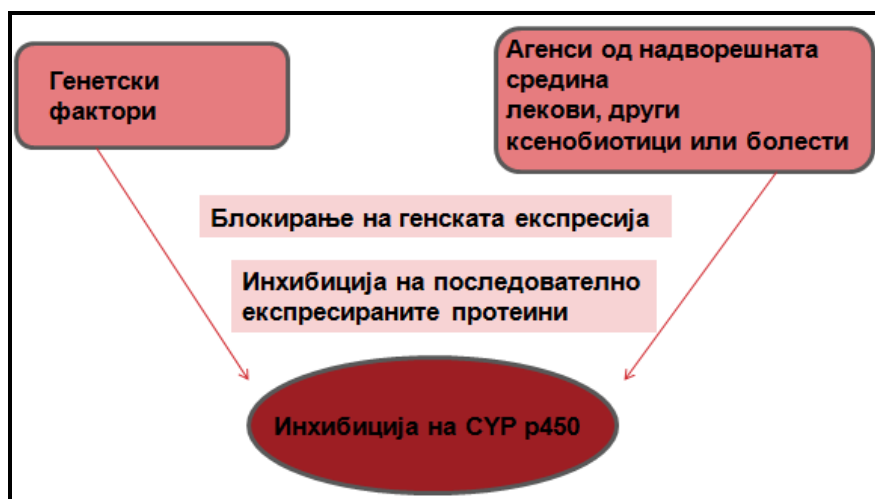 Генетски
фактори
Агенси од надворешната
средина
лекови, други
ксенобиотици или болести
Блокирање на генската експресија
Инхибиција на последователно
експресираните протеини
Инхибиција на CYP p450